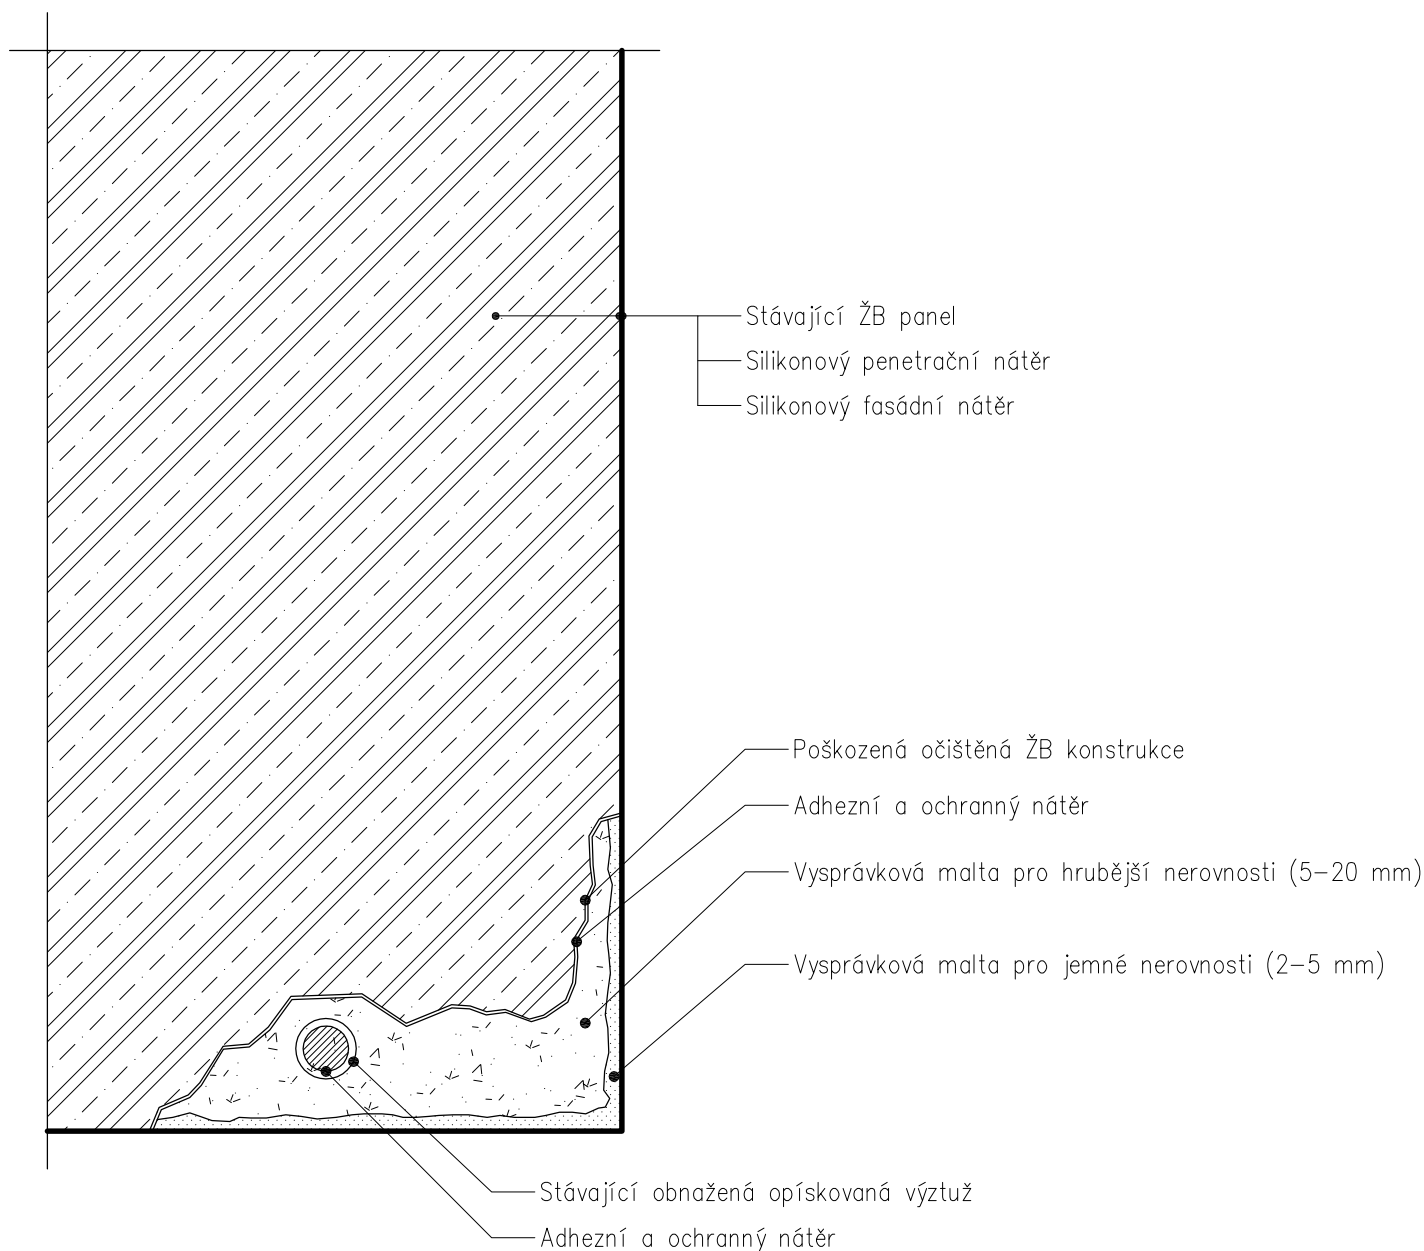 Stávající ŽB panel
Silikonový penetrační nátěr
Silikonový fasádní nátěr
Poškozená očištěná ŽB konstrukce
Adhezní a ochranný nátěr
Vysprávková malta pro hrubější nerovnosti (5–20 mm)
Vysprávková malta pro jemné nerovnosti (2–5 mm)
Stávající obnažená opískovaná výztuž
Adhezní a ochranný nátěr